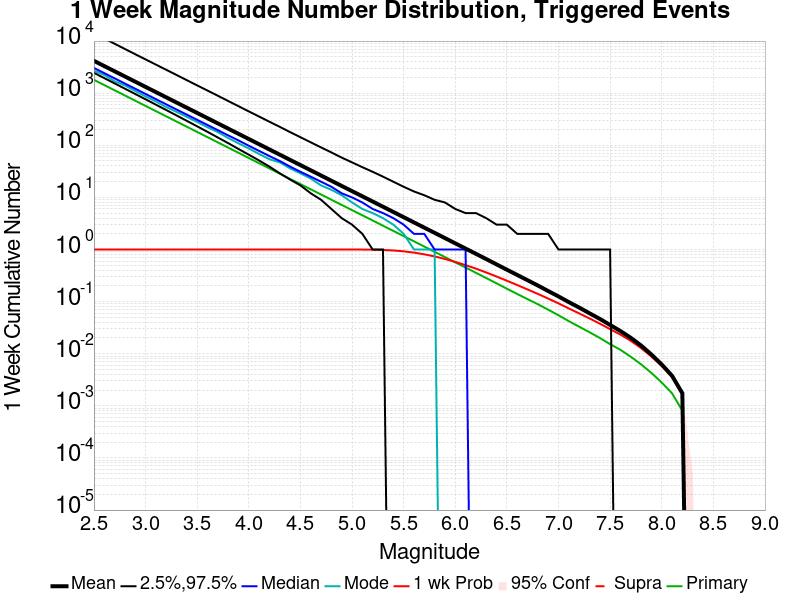 1 Week Magnitude Number Distribution, Triggered Events
1 Week Cumulative Number
10^4
10^3
10^2
10^1
10^0
10^-1
10^-2
10^-3
10^-4
10^-5
2.5 3.0 3.5 4.0 4.5 5.0 5.5 6.0 6.5 7.0 7.5 8.0 8.5 9.0
Magnitude
Mean 2.5%,97.5% Median Mode 1 wk Prob 95% Conf Supra Primary